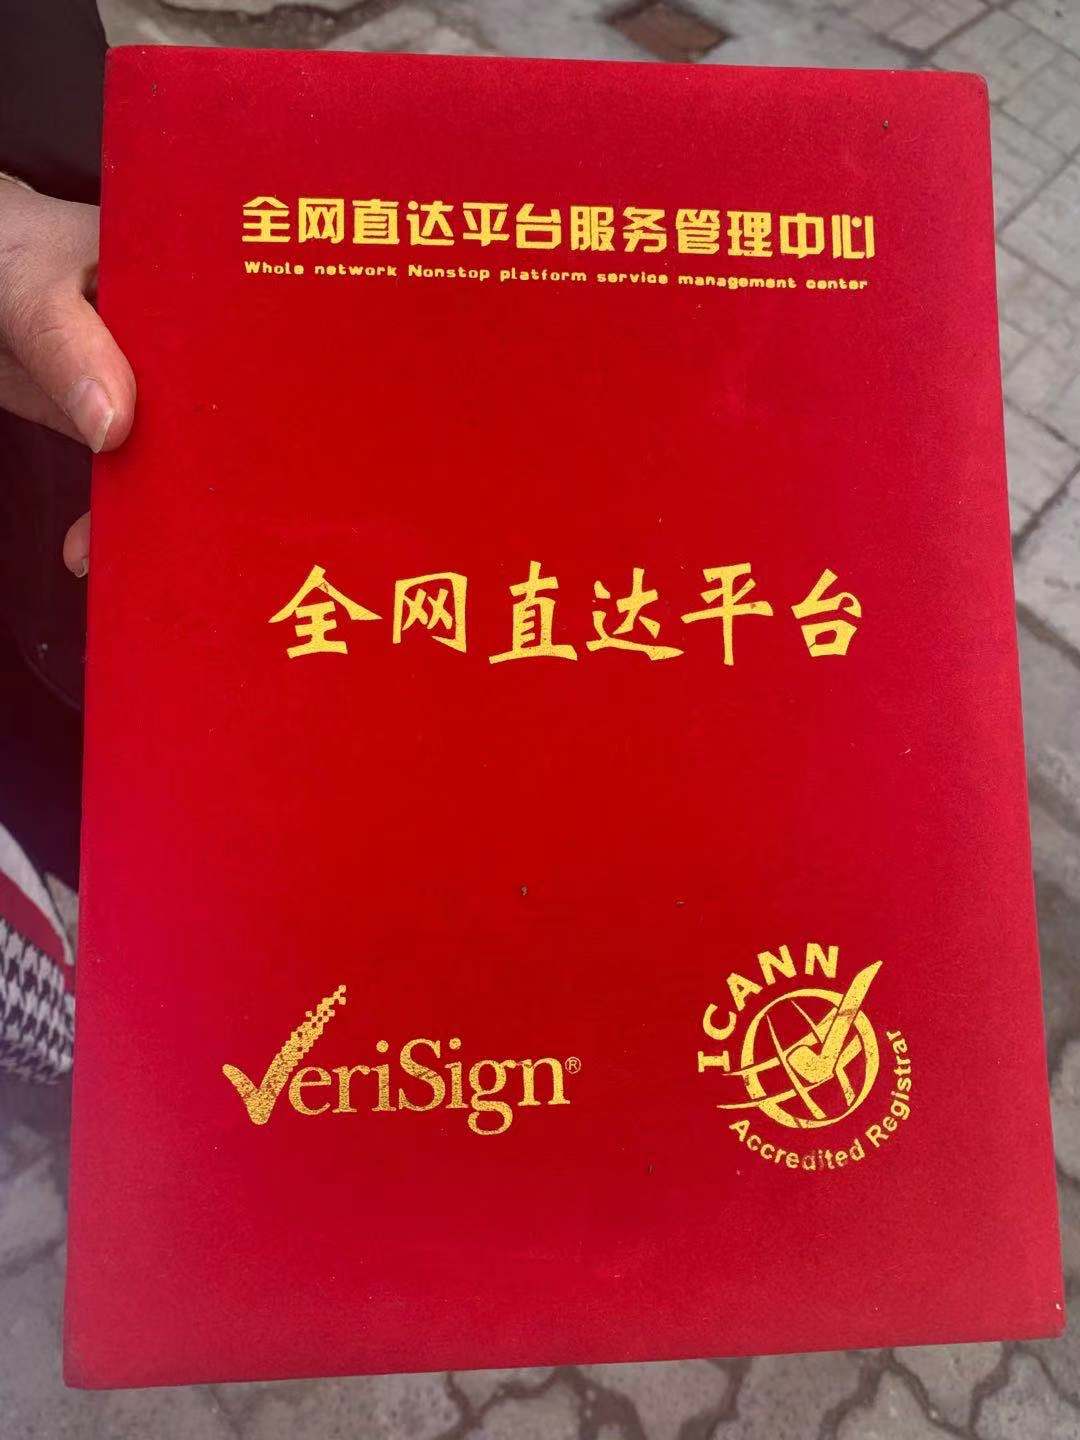 全网直达平台服务管理中心
Whole network Nonstop platform service management center
全网直达平台
VeriSign®
ICANN
Accredited Registrar